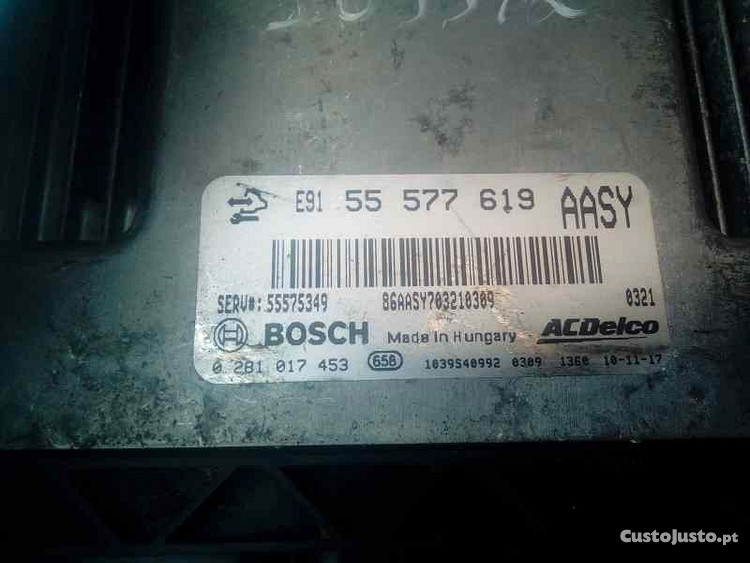 E91 55 577 619 AASY
SERV#: 55575349 86AASY703210309 0321
BOSCH Made in Hungary ACDelco
0 281 017 453 658 1039S40992 0309 1360 10-11-17
CustoJusto.pt